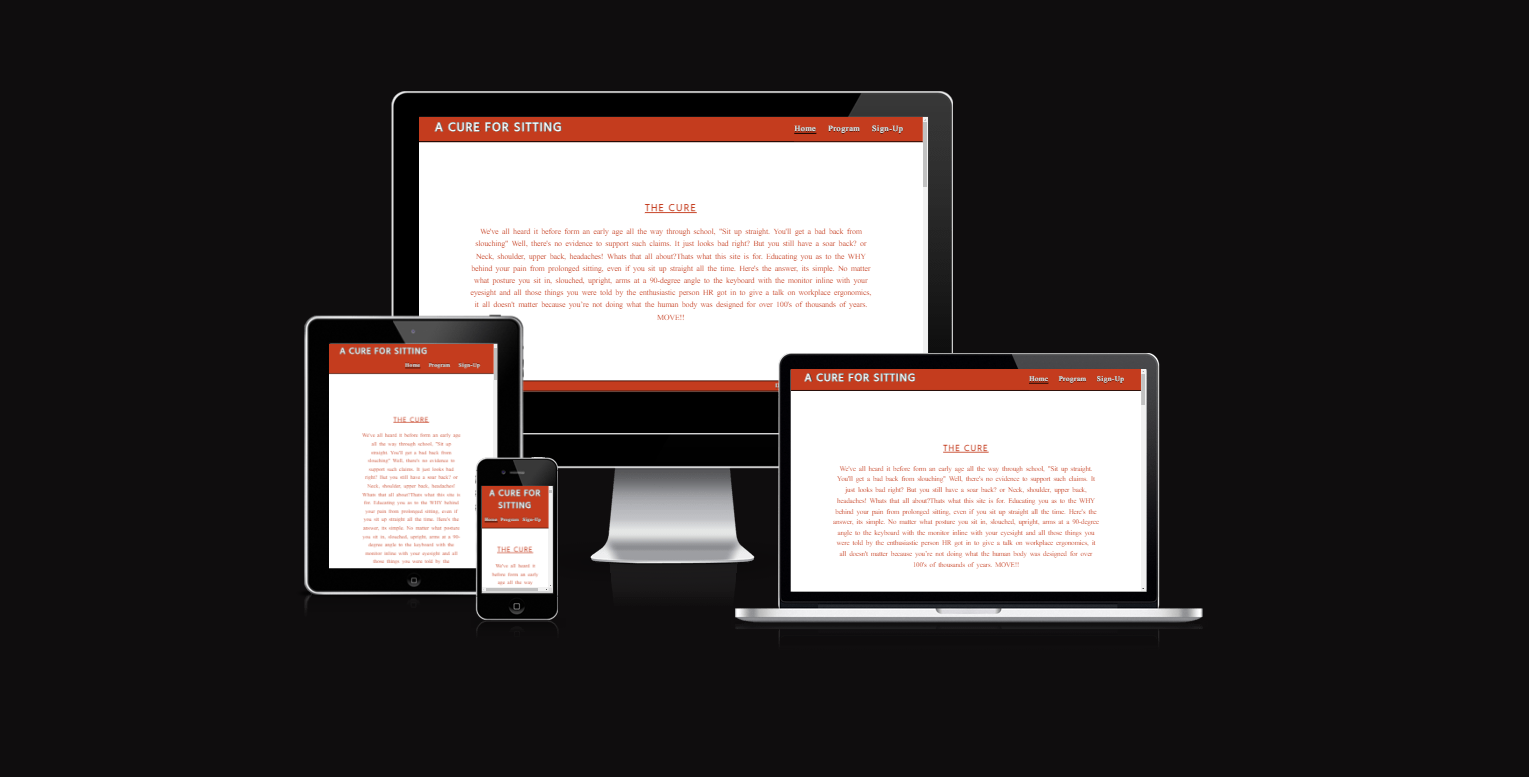 A CURE FOR SITTING
Home Program Sign-Up
THE CURE
We've all heard it before form an early age all the way through school, "Sit up straight. You'll get a bad back from
slouching" Well, there's no evidence to support such claims. It just looks bad right? But you still have a soar back? or
Neck, shoulder, upper back, headaches! Whats that all about?Thats what this site is for. Educating you as to the WHY
behind your pain from prolonged sitting, even if you sit up straight all the time. Here's the answer, its simple. No matter
what posture you sit in, slouched, upright, arms at a 90-degree angle to the keyboard with the monitor inline with your
eyesight and all those things you were told by the enthusiastic person HR got in to give a talk on workplace ergonomics,
it all doesn't matter because you're not doing what the human body was designed for over 100's of thousands of years.
MOVE!!
A CURE FOR SITTING
Home Program Sign-Up
THE CURE
We've all heard it before form an early age
all the way through school, "Sit up
straight. You'll get a bad back from
slouching" Well, there's no evidence to
support such claims. It just looks bad
right? But you still have a soar back? or
Neck, shoulder, upper back, headaches!
Whats that all about?Thats what this site is
for. Educating you as to the WHY behind
your pain from prolonged sitting, even if
you sit up straight all the time. Here's the
answer, its simple. No matter what posture
you sit in, slouched, upright, arms at a 90-
degree angle to the keyboard with the
monitor inline with your eyesight and all
those things you were told by the
A CURE FOR
SITTING
Home Program Sign-Up
THE CURE
We've all heard it
before form an early
age all the way
A CURE FOR SITTING
Home Program Sign-Up
THE CURE
We've all heard it before form an early age all the way through school, "Sit up straight.
You'll get a bad back from slouching" Well, there's no evidence to support such claims. It
just looks bad right? But you still have a soar back? or Neck, shoulder, upper back,
headaches! Whats that all about?Thats what this site is for. Educating you as to the WHY
behind your pain from prolonged sitting, even if you sit up straight all the time. Here's the
answer, its simple. No matter what posture you sit in, slouched, upright, arms at a 90-degree
angle to the keyboard with the monitor inline with your eyesight and all those things you
were told by the enthusiastic person HR got in to give a talk on workplace ergonomics, it
all doesn't matter because you're not doing what the human body was designed for over
100's of thousands of years. MOVE!!